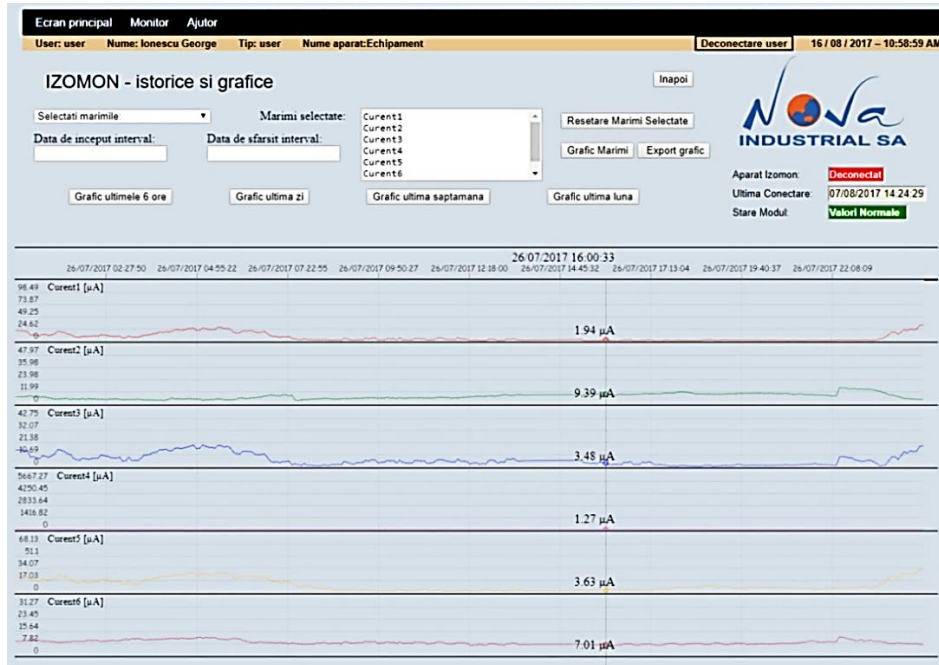 Ecran principal Monitor Ajutor
User: user Nume: Ionescu George Tip: user Nume aparat:Echipament Deconectare user 16 / 08 / 2017 – 10:58:59 AM
IZOMON - istorice si grafice
Inapoi
NOVA
INDUSTRIAL SA
Selectati marimile:
Marimi selectate:
Curent1
Curent2
Curent3
Curent4
Curent5
Curent6
Resetare Marimi Selectate
Data de inceput interval:
Data de sfarsit interval:
Grafic Marimi
Export grafic
Grafic ultimele 6 ore
Grafic ultima zi
Grafic ultima saptamana
Grafic ultima luna
Aparat Izomon: Deconectat
Ultima Conectare: 07/08/2017 14:24:29
Stare Modul: Valori Normale
26/07/2017 16:00:33
26/07/2017 02:27:50 26/07/2017 04:55:22 26/07/2017 07:22:55 26/07/2017 09:50:27 26/07/2017 12:18:00 26/07/2017 14:45:32 26/07/2017 17:13:04 26/07/2017 19:40:37 26/07/2017 22:08:09
98.49 Curent1 [µA]
73.87
49.25
24.62
0
1.94 µA
47.97 Curent2 [µA]
35.98
23.98
11.99
0
9.39 µA
42.75 Curent3 [µA]
32.07
21.38
10.69
0
3.48 µA
5667.27 Curent4 [µA]
4250.45
2833.64
1416.82
0
1.27 µA
68.13 Curent5 [µA]
51.1
34.07
17.03
0
3.63 µA
31.27 Curent6 [µA]
23.45
15.64
7.82
0
7.01 µA